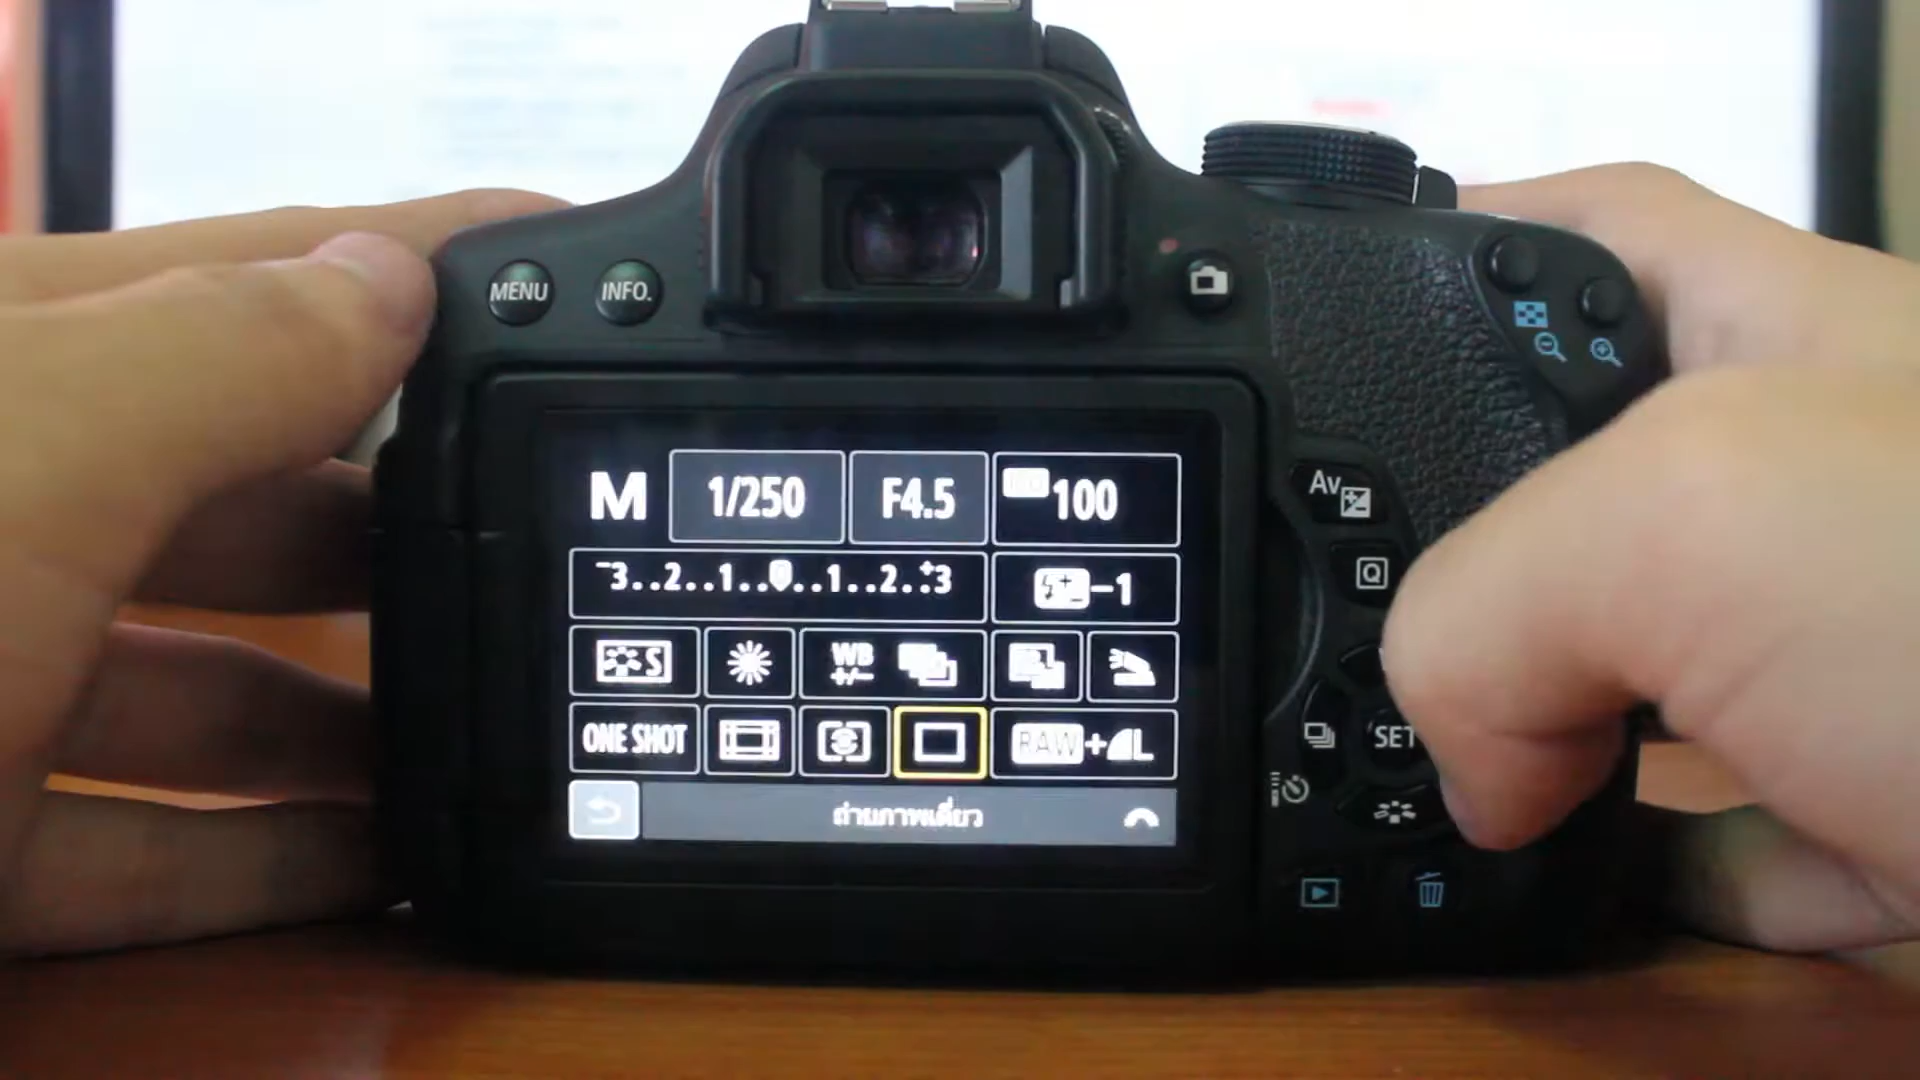 MENU INFO.
M 1/250 F4.5 ISO 100
-3..2..1..0..1..2..+3 -1
S WB +/-
ONE SHOT RAW+L
ถ่ายภาพเดี่ยว
Av
Q
SET